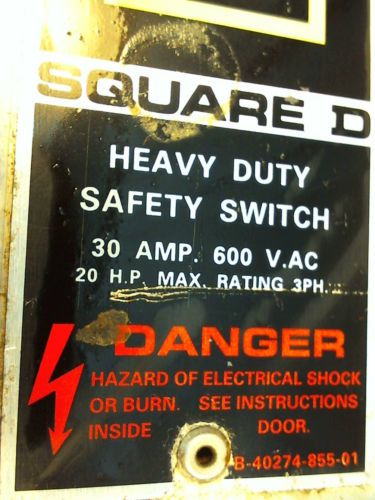 SQUARE D
HEAVY DUTY
SAFETY SWITCH
30 AMP. 600 V.AC
20 H.P. MAX. RATING 3PH.
DANGER
HAZARD OF ELECTRICAL SHOCK
OR BURN. SEE INSTRUCTIONS
INSIDE DOOR.
B-40274-855-01